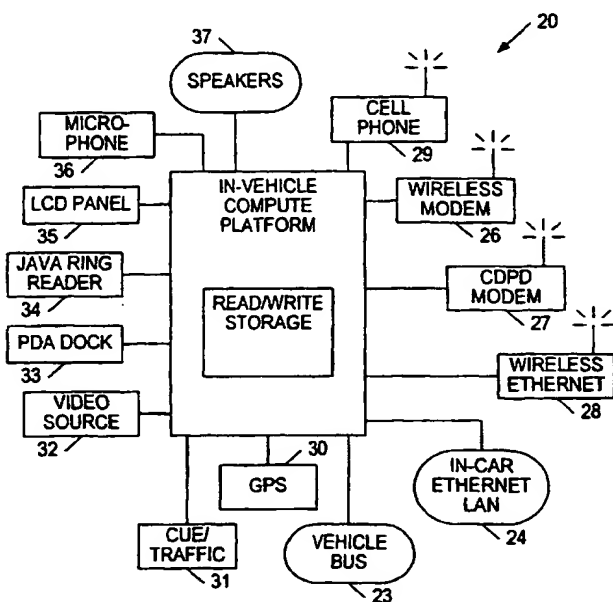 37
20
SPEAKERS
CELL
PHONE
29
MICRO-
PHONE
36
IN-VEHICLE
COMPUTE
PLATFORM
WIRELESS
MODEM
26
LCD PANEL
35
CDPD
MODEM
27
JAVA RING
READER
34
READ/WRITE
STORAGE
PDA DOCK
33
WIRELESS
ETHERNET
28
VIDEO
SOURCE
32
30
GPS
IN-CAR
ETHERNET
LAN
24
CUE/
TRAFFIC
31
VEHICLE
BUS
23